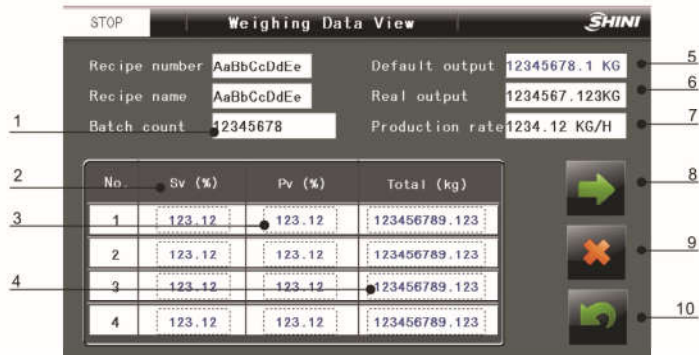 STOP Weighing Data View SHINI
Recipe number AaBbCcDdEe Default output 12345678.1 KG 5
Recipe name AaBbCcDdEe Real output 1234567.123KG 6
1 Batch count 12345678 Production rate 1234.12 KG/H 7
2 No. Sv (%) Pv (%) Total (kg) 8
3 1 123.12 123.12 123456789.123
2 123.12 123.12 123456789.123 9
4 3 123.12 123.12 123456789.123
4 123.12 123.12 123456789.123 10